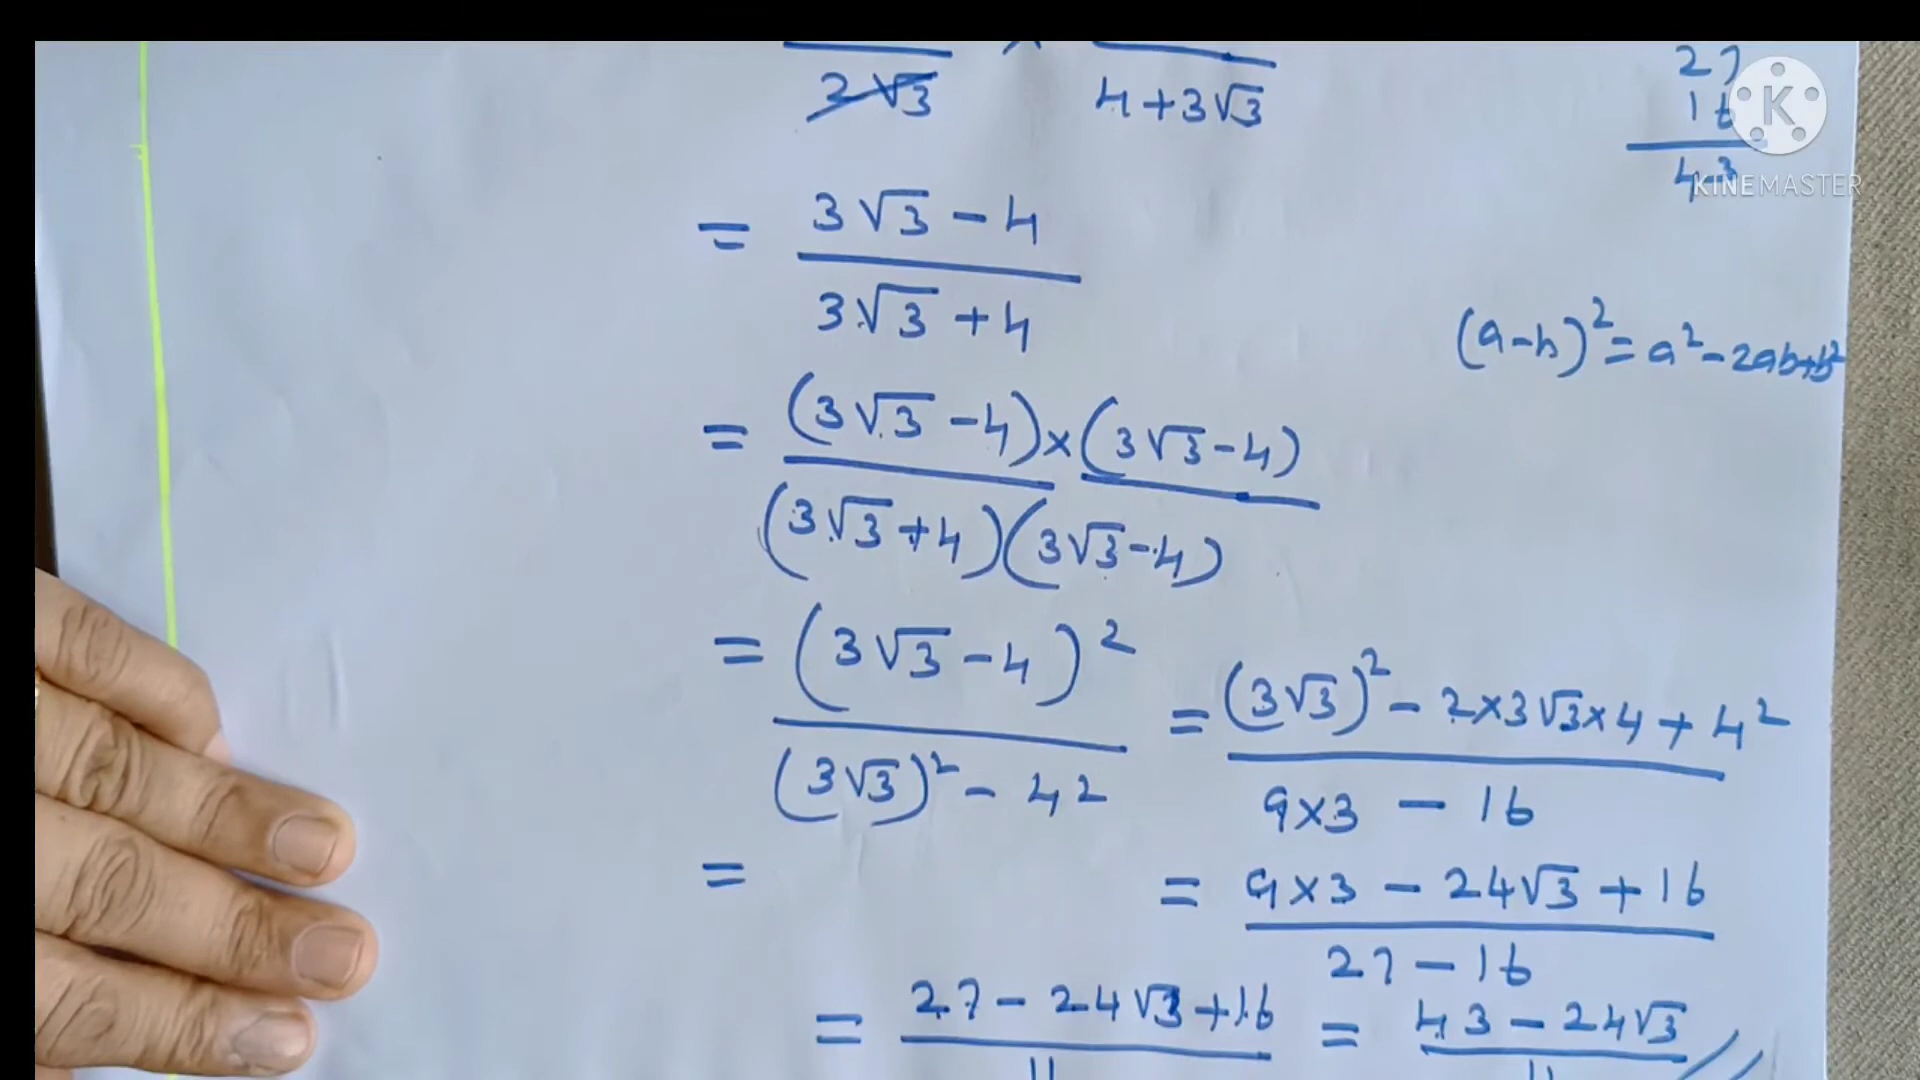 2√3 × 4+3√3
27
16
43
KINEMASTER
= 3√3 - 4
3√3 + 4
(a-b)² = a² - 2ab + b²
= (3√3 - 4) × (3√3 - 4)
(3√3 + 4)(3√3 - 4)
= (3√3 - 4)²
(3√3)² - 4²
= (3√3)² - 2×3√3×4 + 4²
9×3 - 16
=
= 9×3 - 24√3 + 16
27 - 16
= 27 - 24√3 + 16 = 43 - 24√3 //
11 11